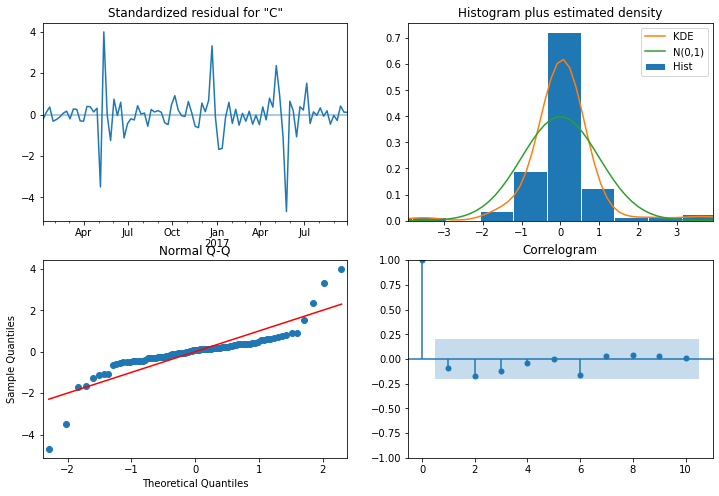 Standardized residual for "C"
4
2
0
−2
−4
Apr Jul Oct Jan Apr Jul
2017
Histogram plus estimated density
0.7
0.6
0.5
0.4
0.3
0.2
0.1
0.0
KDE
N(0,1)
Hist
−3 −2 −1 0 1 2 3
Normal Q-Q
Sample Quantiles
4
2
0
−2
−4
−2 −1 0 1 2
Theoretical Quantiles
Correlogram
1.00
0.75
0.50
0.25
0.00
−0.25
−0.50
−0.75
−1.00
0 2 4 6 8 10